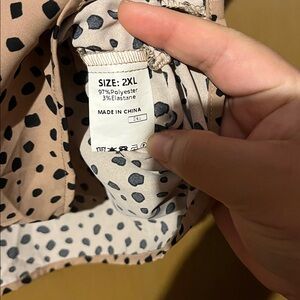 SIZE: 2XL
97%Polyester
3%Elastane
MADE IN CHINA